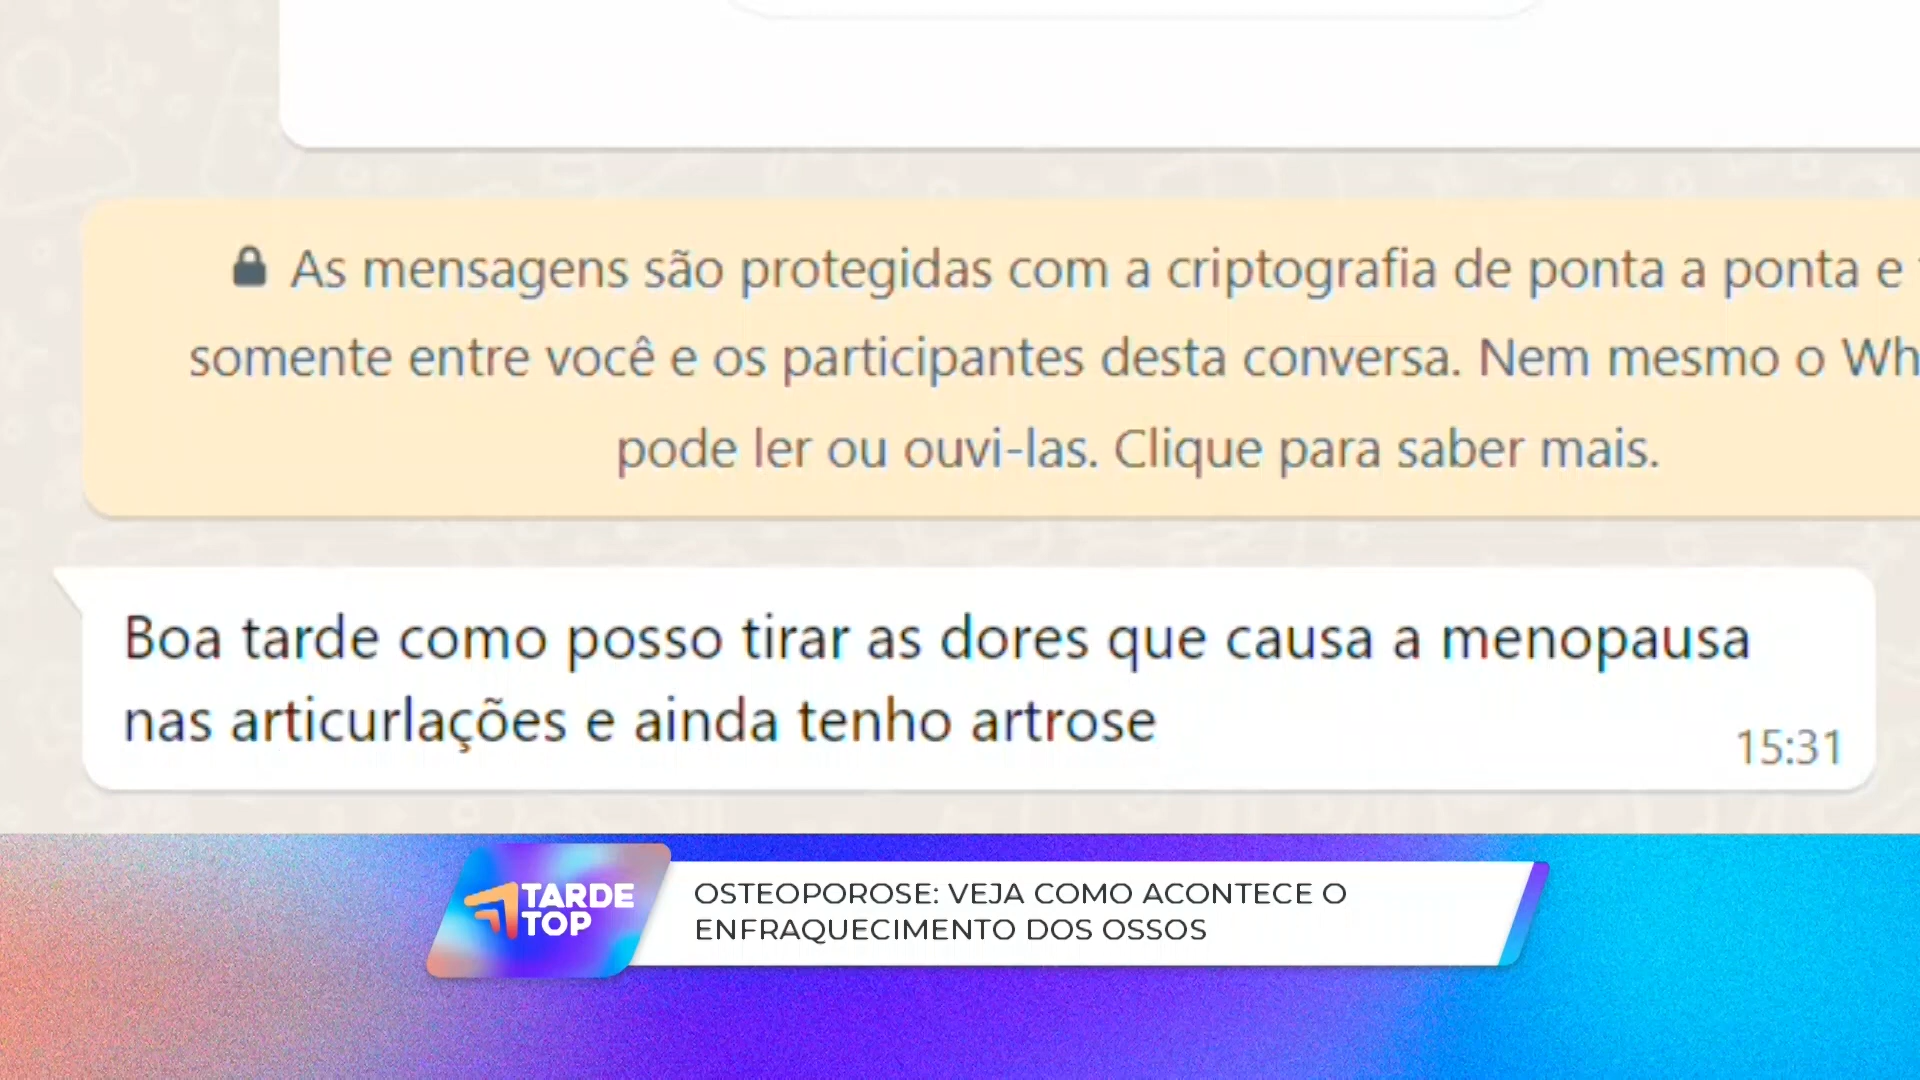 As mensagens são protegidas com a criptografia de ponta a ponta e
somente entre você e os participantes desta conversa. Nem mesmo o Wh
pode ler ou ouvi-las. Clique para saber mais.
Boa tarde como posso tirar as dores que causa a menopausa
nas articurlações e ainda tenho artrose
15:31
TARDE
TOP
OSTEOPOROSE: VEJA COMO ACONTECE O
ENFRAQUECIMENTO DOS OSSOS